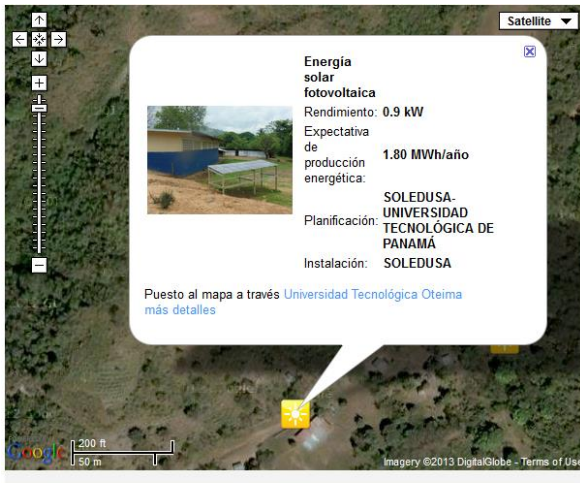 Satellite
Energía
solar
fotovoltaica
Rendimiento: 0.9 kW
Expectativa
de
producción
energética:
1.80 MWh/año
Planificación:
SOLEDUSA-
UNIVERSIDAD
TECNOLÓGICA DE
PANAMÁ
Instalación: SOLEDUSA
Puesto al mapa a través Universidad Tecnológica Oteima
más detalles
Google
200 ft
50 m
Imagery ©2013 DigitalGlobe - Terms of Use